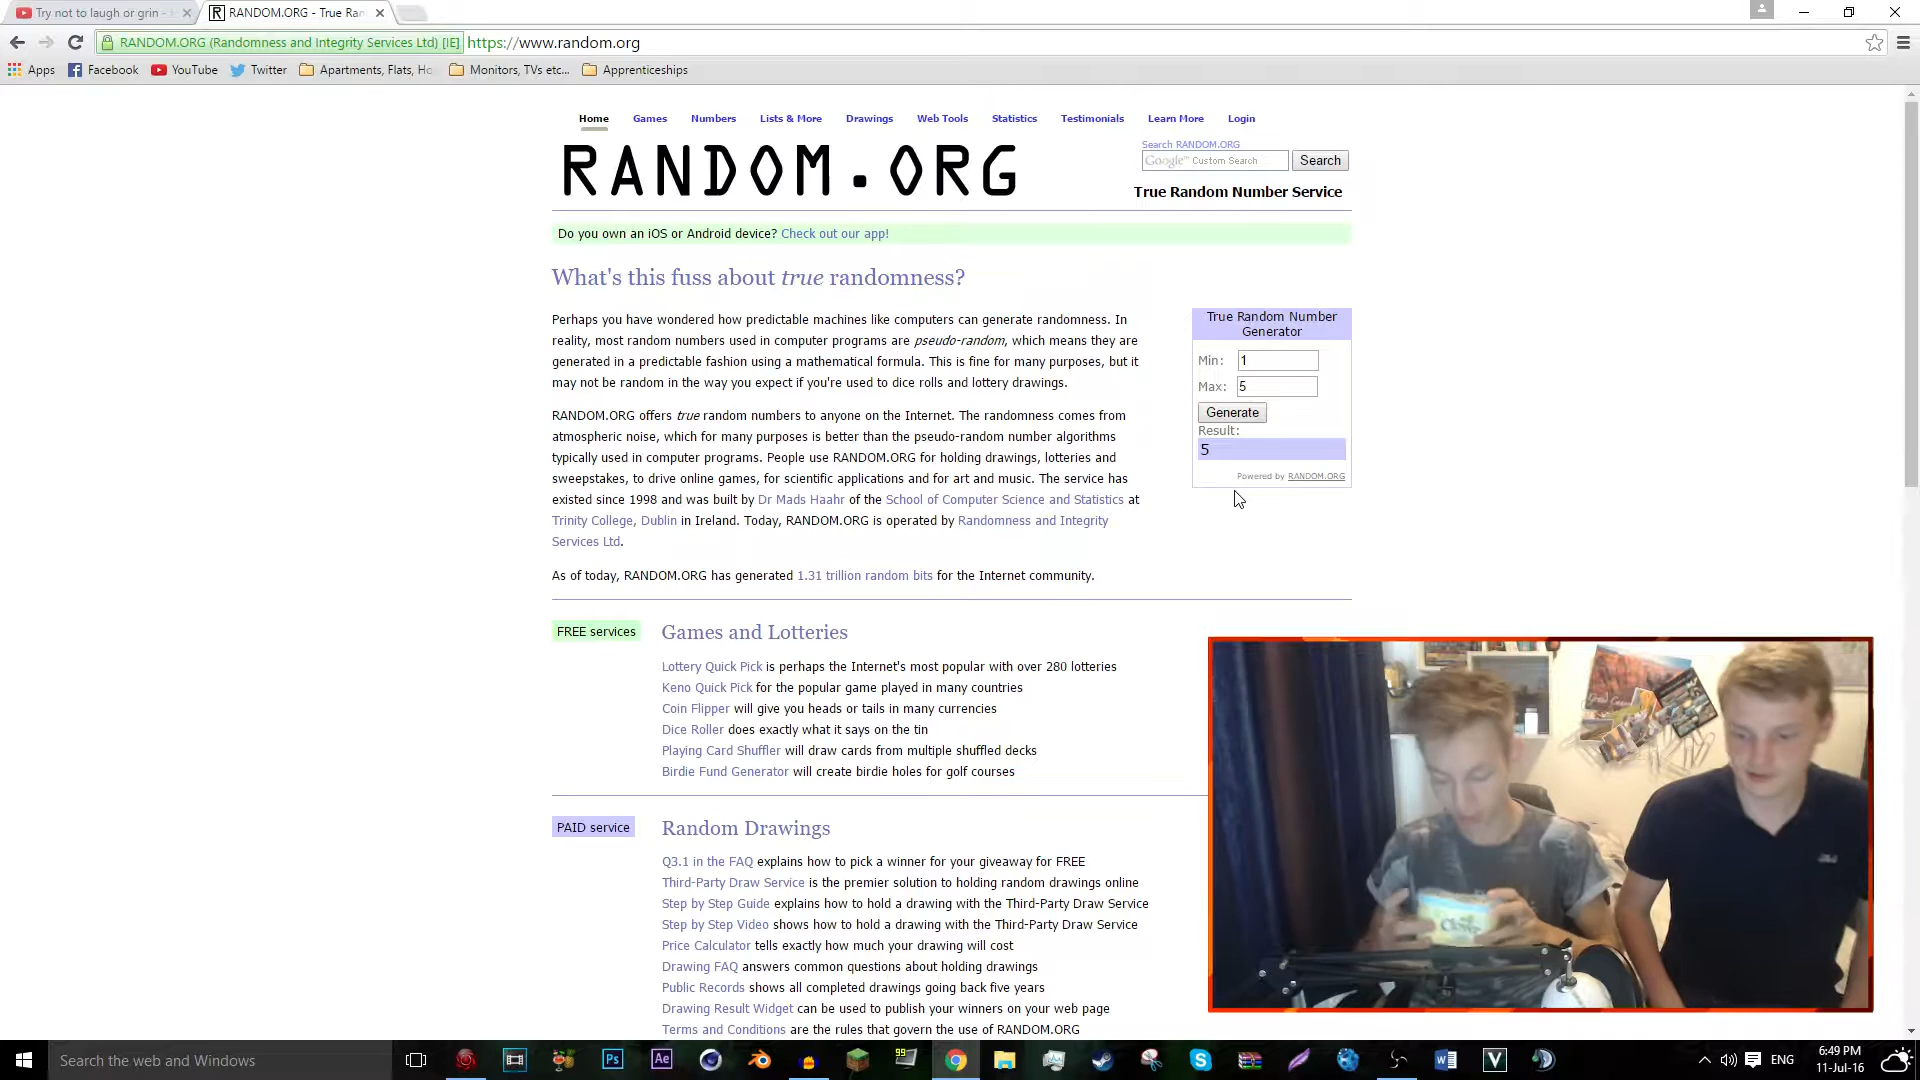 Try not to laugh or grin -
RANDOM.ORG - True Ran
RANDOM.ORG (Randomness and Integrity Services Ltd) [IE] https://www.random.org
Apps Facebook YouTube Twitter Apartments, Flats, Ho Monitors, TVs etc... Apprenticeships
Home Games Numbers Lists & More Drawings Web Tools Statistics Testimonials Learn More Login
RANDOM.ORG
Search RANDOM.ORG
Google™ Custom Search Search
True Random Number Service
Do you own an iOS or Android device? Check out our app!
What's this fuss about true randomness?
Perhaps you have wondered how predictable machines like computers can generate randomness. In
reality, most random numbers used in computer programs are pseudo-random, which means they are
generated in a predictable fashion using a mathematical formula. This is fine for many purposes, but it
may not be random in the way you expect if you're used to dice rolls and lottery drawings.
RANDOM.ORG offers true random numbers to anyone on the Internet. The randomness comes from
atmospheric noise, which for many purposes is better than the pseudo-random number algorithms
typically used in computer programs. People use RANDOM.ORG for holding drawings, lotteries and
sweepstakes, to drive online games, for scientific applications and for art and music. The service has
existed since 1998 and was built by Dr Mads Haahr of the School of Computer Science and Statistics at
Trinity College, Dublin in Ireland. Today, RANDOM.ORG is operated by Randomness and Integrity
Services Ltd.
As of today, RANDOM.ORG has generated 1.31 trillion random bits for the Internet community.
True Random Number
Generator
Min: 1
Max: 5
Generate
Result:
5
Powered by RANDOM.ORG
FREE services
Games and Lotteries
Lottery Quick Pick is perhaps the Internet's most popular with over 280 lotteries
Keno Quick Pick for the popular game played in many countries
Coin Flipper will give you heads or tails in many currencies
Dice Roller does exactly what it says on the tin
Playing Card Shuffler will draw cards from multiple shuffled decks
Birdie Fund Generator will create birdie holes for golf courses
PAID service
Random Drawings
Q3.1 in the FAQ explains how to pick a winner for your giveaway for FREE
Third-Party Draw Service is the premier solution to holding random drawings online
Step by Step Guide explains how to hold a drawing with the Third-Party Draw Service
Step by Step Video shows how to hold a drawing with the Third-Party Draw Service
Price Calculator tells exactly how much your drawing will cost
Drawing FAQ answers common questions about holding drawings
Public Records shows all completed drawings going back five years
Drawing Result Widget can be used to publish your winners on your web page
Terms and Conditions are the rules that govern the use of RANDOM.ORG
Clover
Search the web and Windows
Ps
Ae
99
ENG
6:49 PM
11-Jul-16